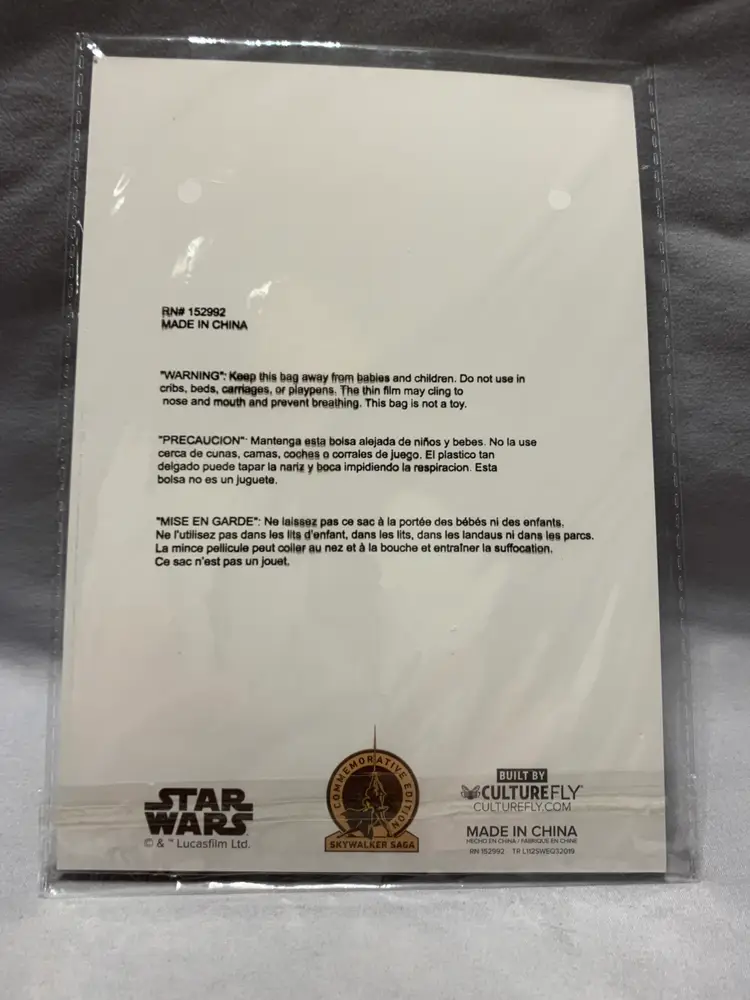 RN# 152992
MADE IN CHINA
"WARNING": Keep this bag away from babies and children. Do not use in
cribs, beds, carriages, or playpens. The thin film may cling to
nose and mouth and prevent breathing. This bag is not a toy.
"PRECAUCION": Mantenga esta bolsa alejada de niños y bebes. No la use
cerca de cunas, camas, coches o corrales de juego. El plastico tan
delgado puede tapar la nariz y boca impidiendo la respiracion. Esta
bolsa no es un juguete.
"MISE EN GARDE": Ne laissez pas ce sac à la portée des bébés ni des enfants.
Ne l'utilisez pas dans les lits d'enfant, dans les lits, dans les landaus ni dans les parcs.
La mince pellicule peut coller au nez et à la bouche et entraîner la suffocation.
Ce sac n'est pas un jouet.
STAR
WARS
© & ™ Lucasfilm Ltd.
COMMEMORATIVE EDITION
SKYWALKER SAGA
BUILT BY
CULTUREFLY
CULTUREFLY.COM
MADE IN CHINA
HECHO EN CHINA / FABRIQUÉ EN CHINE
RN 152992 TR L1125WEQ32019